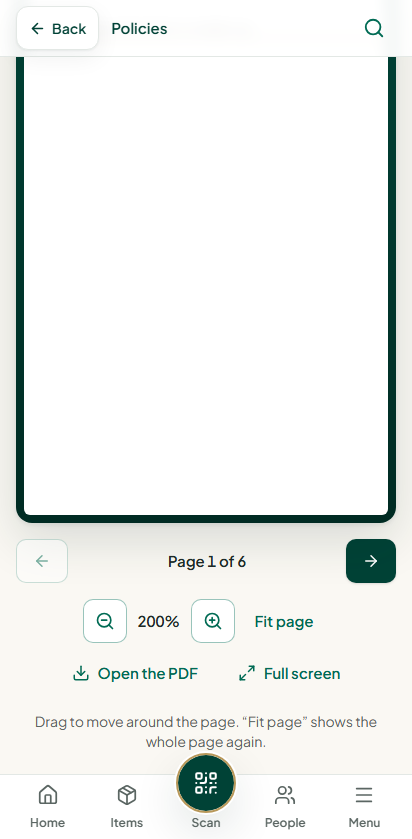 Back
Policies
Page 1 of 6
200%
Fit page
Open the PDF
Full screen
Drag to move around the page. “Fit page” shows the
whole page again.
Home
Items
Scan
People
Menu